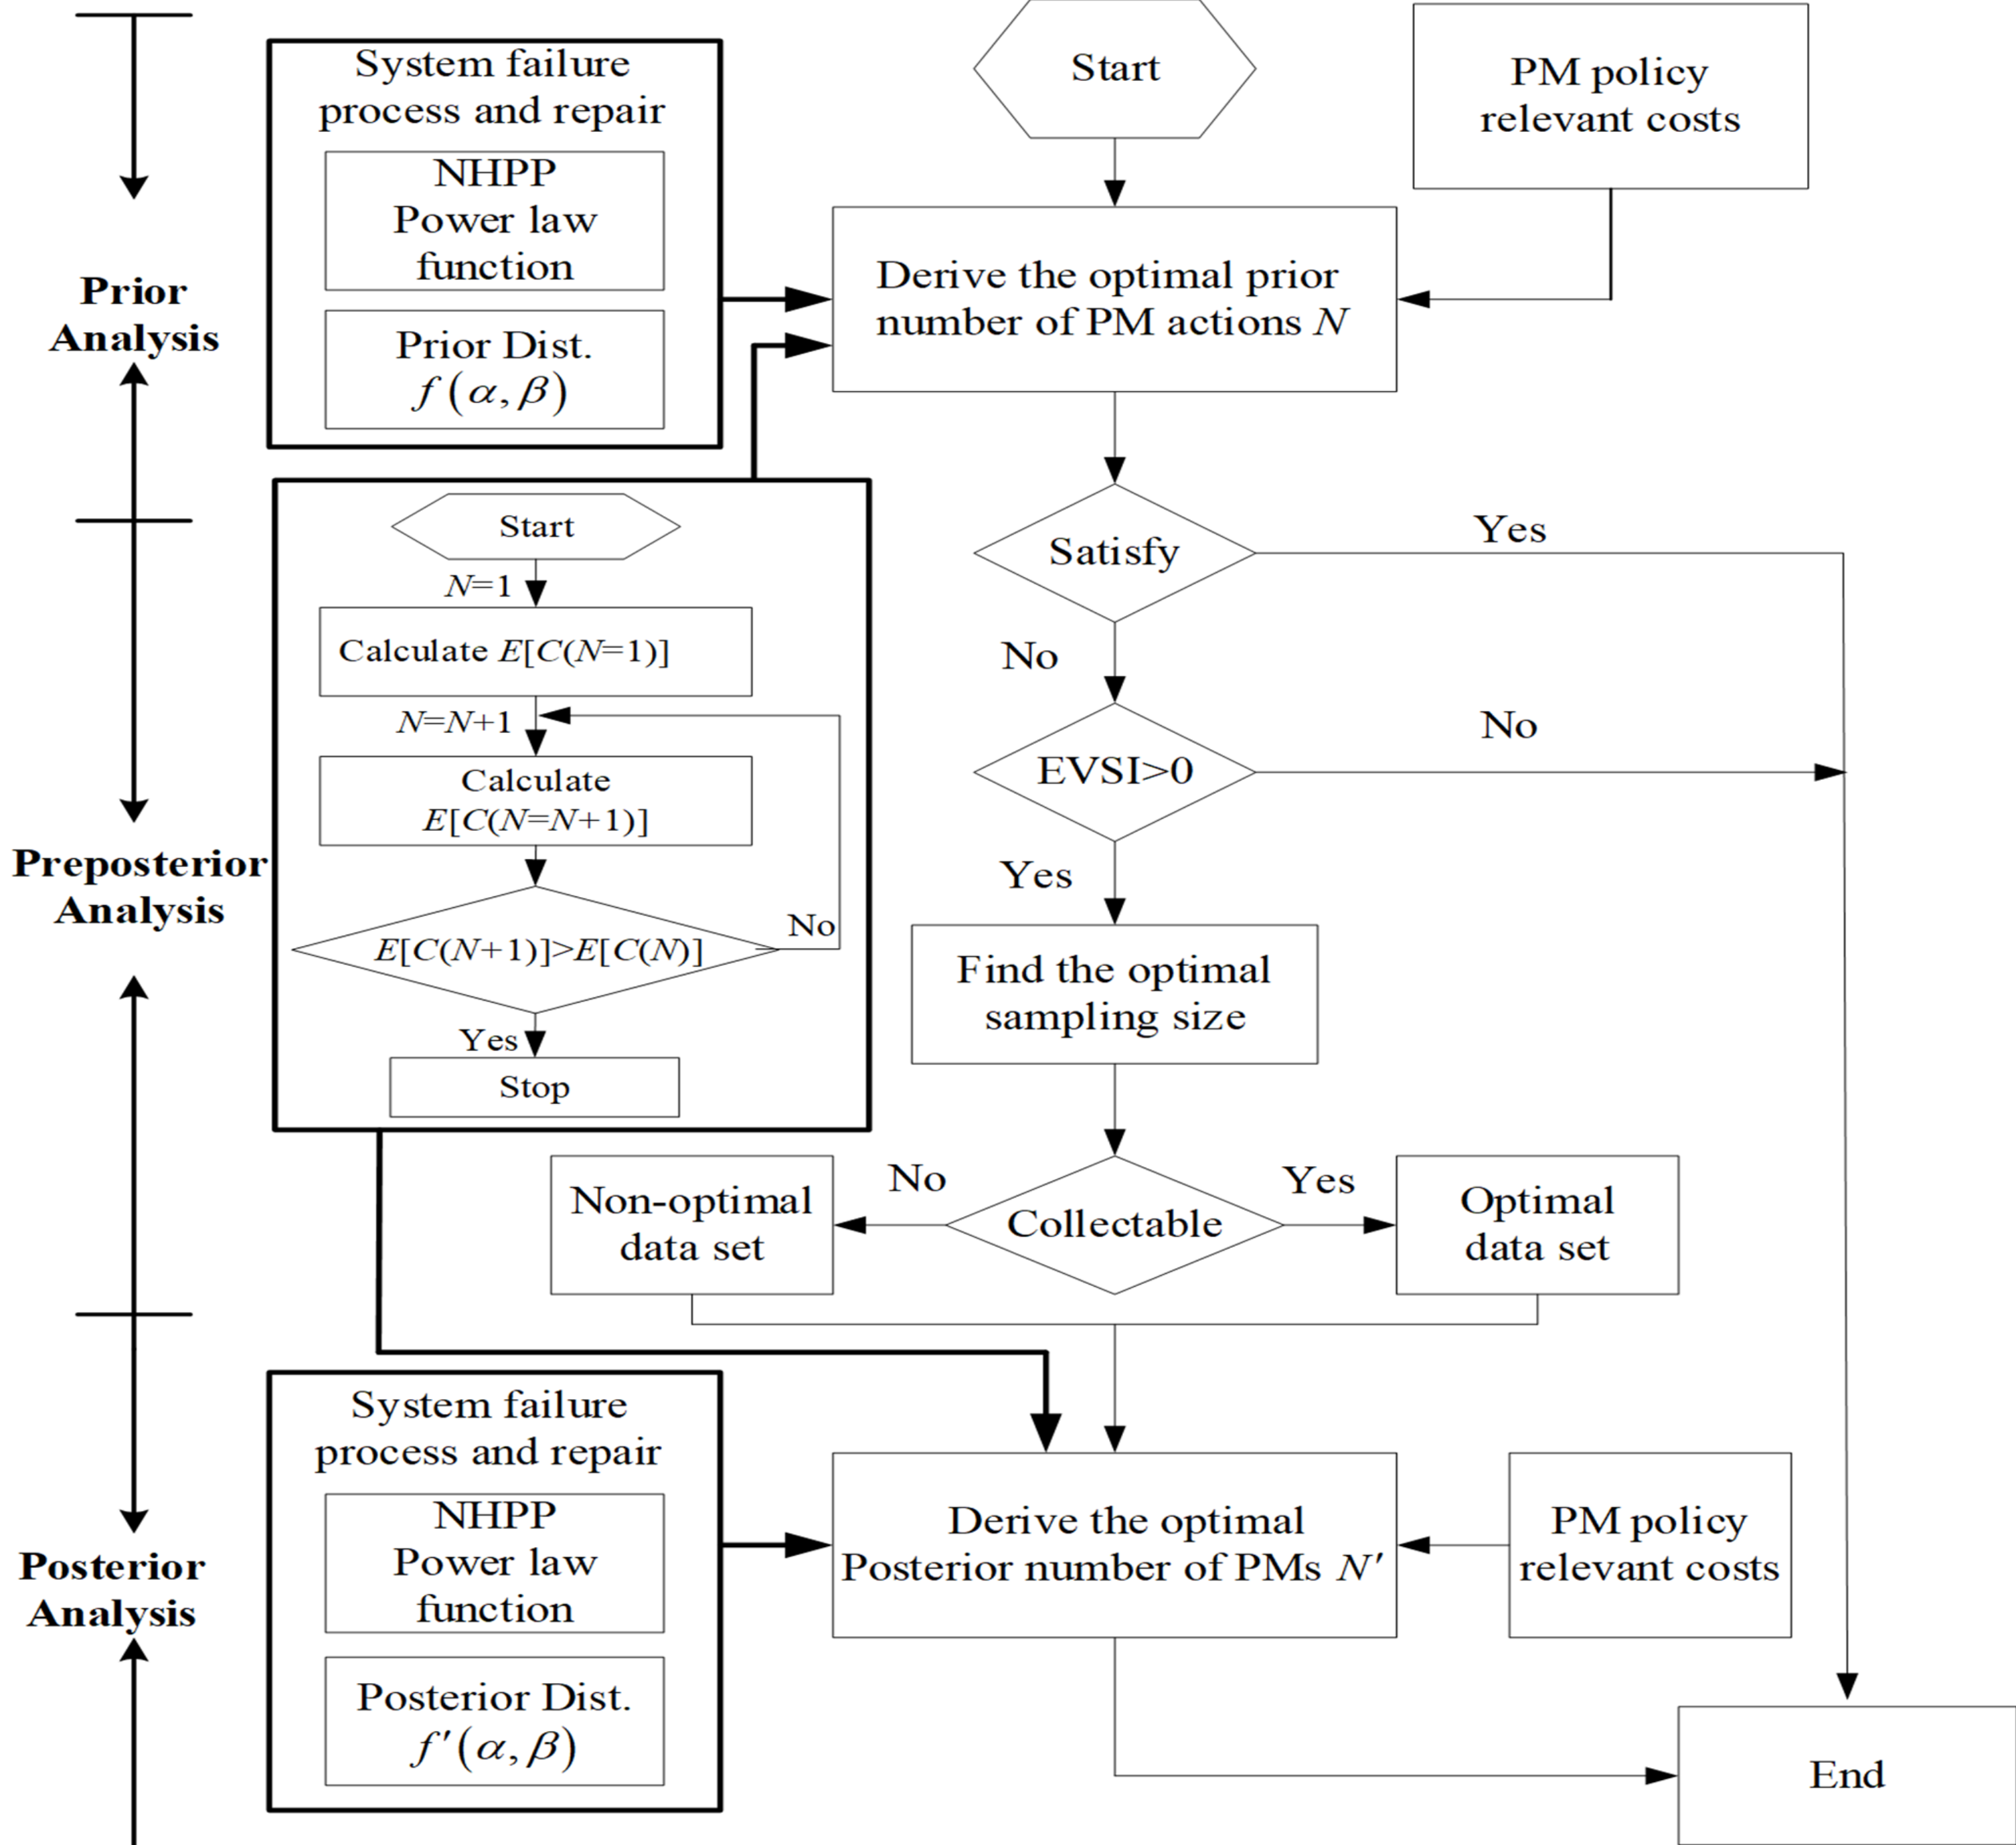 Prior
Analysis
Preposterior
Analysis
Posterior
Analysis
System failure
process and repair
NHPP
Power law
function
Prior Dist.
f(α, β)
Start
PM policy
relevant costs
Derive the optimal prior
number of PM actions N
Satisfy
Yes
No
EVSI>0
No
Yes
Find the optimal
sampling size
Collectable
No
Yes
Non-optimal
data set
Optimal
data set
Start
N=1
Calculate E[C(N=1)]
N=N+1
Calculate
E[C(N=N+1)]
E[C(N+1)]>E[C(N)]
No
Yes
Stop
System failure
process and repair
NHPP
Power law
function
Posterior Dist.
f′(α, β)
Derive the optimal
Posterior number of PMs N′
PM policy
relevant costs
End